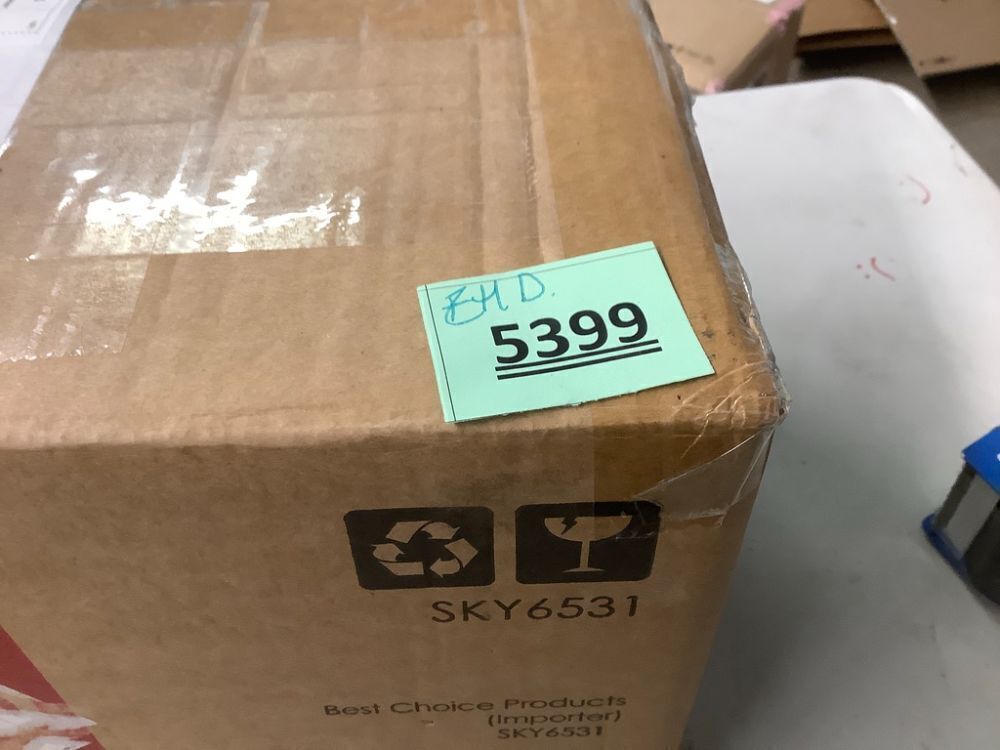 5399
SKY6531
Best Choice Products
(Importer)
SKY6531